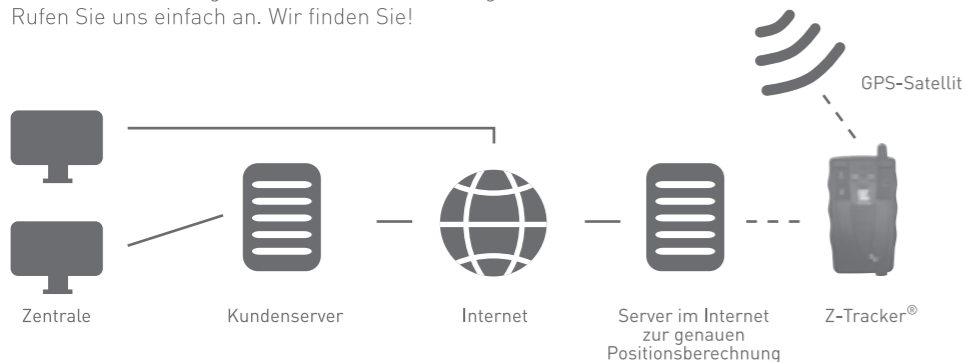 Rufen Sie uns einfach an. Wir finden Sie!
GPS-Satellit
Zentrale
Kundenserver
Internet
Server im Internet
zur genauen
Positionsberechnung
Z-Tracker®